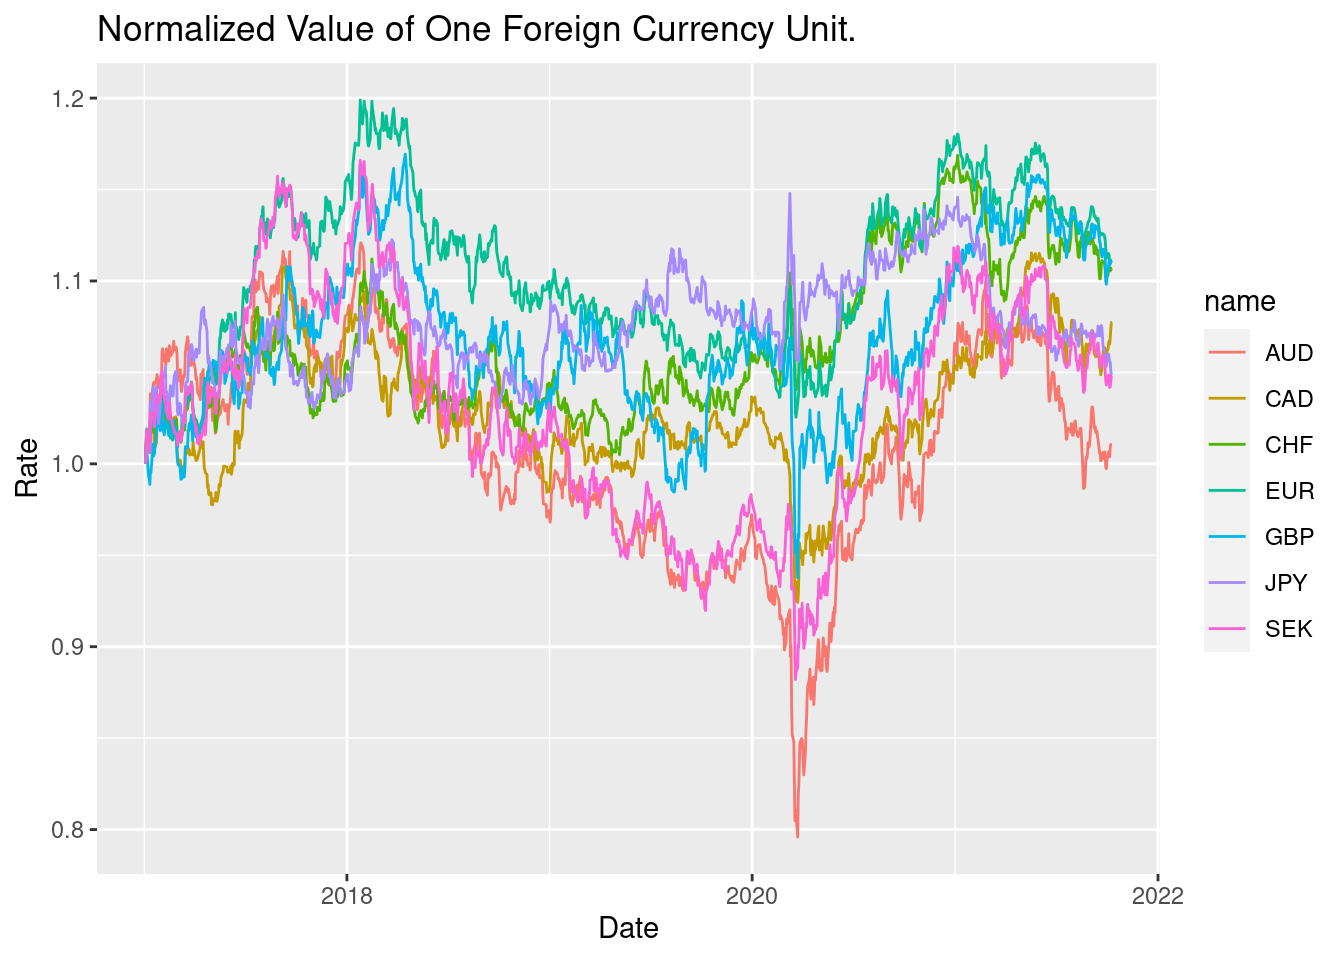 Normalized Value of One Foreign Currency Unit.
1.2
1.1
1.0
0.9
0.8
Rate
2018
2020
2022
Date
name
AUD
CAD
CHF
EUR
GBP
JPY
SEK